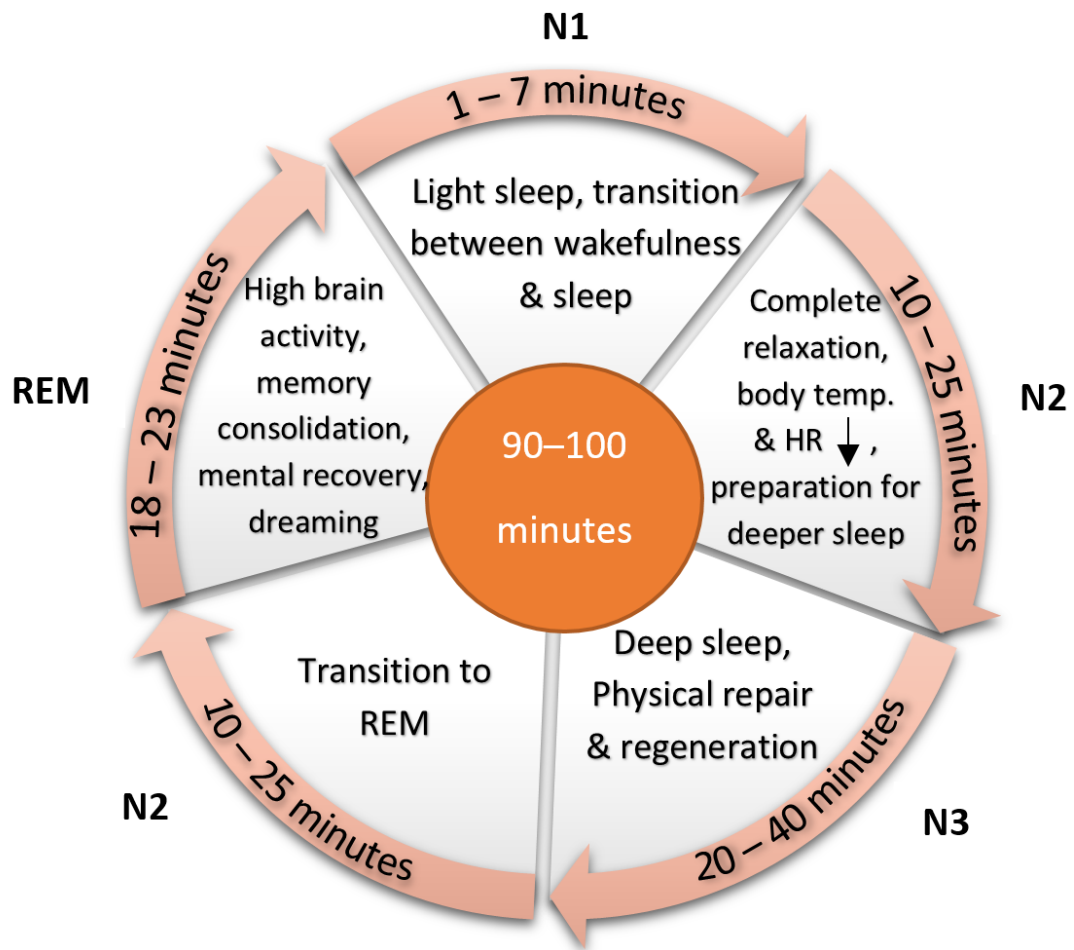 N1
1 – 7 minutes
Light sleep, transition
between wakefulness
& sleep
N2
10 – 25 minutes
Complete
relaxation,
body temp.
& HR ↓ ,
preparation for
deeper sleep
N3
20 – 40 minutes
Deep sleep,
Physical repair
& regeneration
N2
10 – 25 minutes
Transition to
REM
REM
18 – 23 minutes
High brain
activity,
memory
consolidation,
mental recovery,
dreaming
90–100
minutes